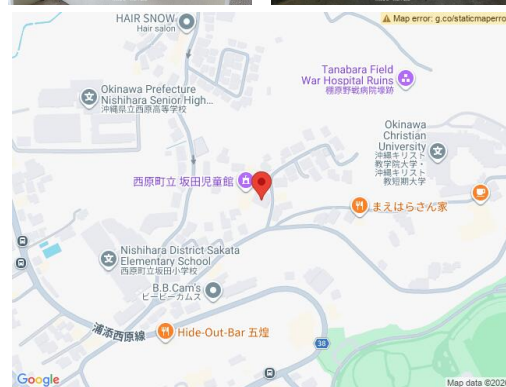 HAIR SNOW
Hair salon
Map error: g.co/staticmaperro
Tanabara Field
War Hospital Ruins
棚原野戦病院壕跡
Okinawa Prefecture
Nishihara Senior High...
沖縄県立西原高等学校
Okinawa
Christian
University
沖縄キリスト
教学院大学・
沖縄キリスト
教短期大学
西原町立 坂田児童館
まえはらさん家
Nishihara District Sakata
Elementary School
西原町立坂田小学校
B.B.Cam's
ビービーカムス
浦添西原線
Hide-Out-Bar 五煌
38
Google
Map data ©2026